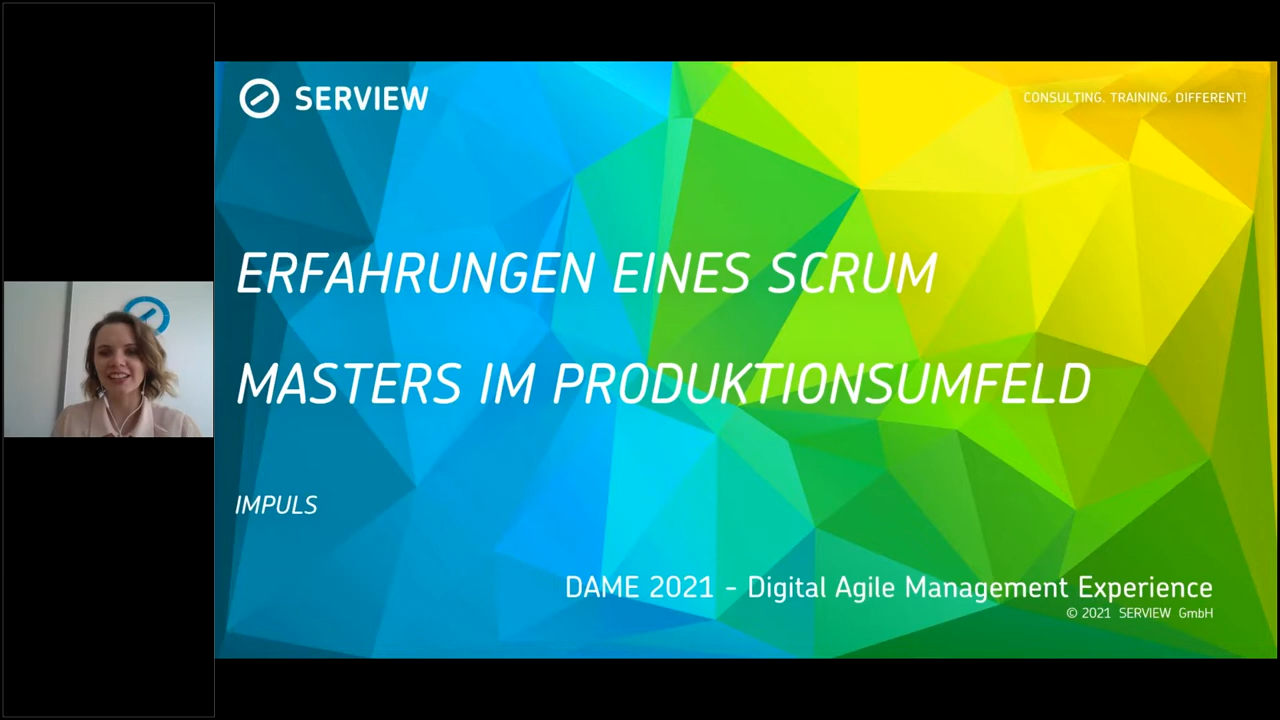 SERVIEW
CONSULTING. TRAINING. DIFFERENT!
ERFAHRUNGEN EINES SCRUM
MASTERS IM PRODUKTIONSUMFELD
IMPULS
DAME 2021 - Digital Agile Management Experience
© 2021 SERVIEW GmbH